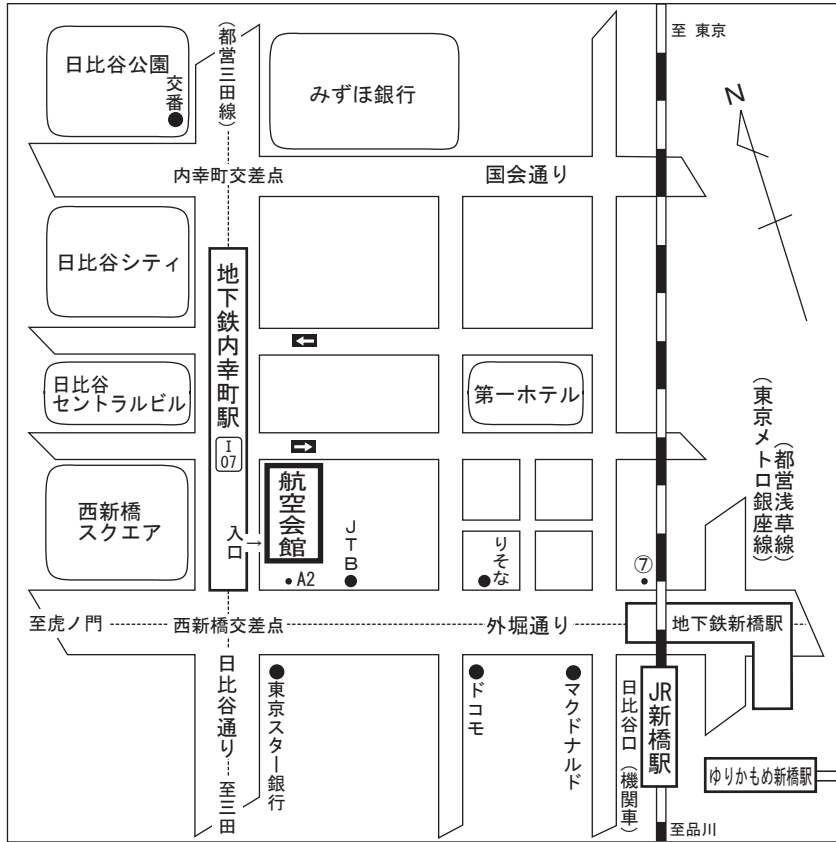 至 東京
日比谷公園
交番
(都営三田線)
みずほ銀行
N
内幸町交差点
国会通り
日比谷シティ
地下鉄内幸町駅
I
07
日比谷
セントラルビル
第一ホテル
(都営浅草線)
(東京メトロ銀座線)
西新橋
スクエア
入口→
航空会館
A2
JTB
りそな
⑦
至虎ノ門
西新橋交差点
外堀通り
地下鉄新橋駅
日比谷通り
至三田
東京スター銀行
ドコモ
マクドナルド
日比谷口(機関車)
JR新橋駅
ゆりかもめ新橋駅
至品川